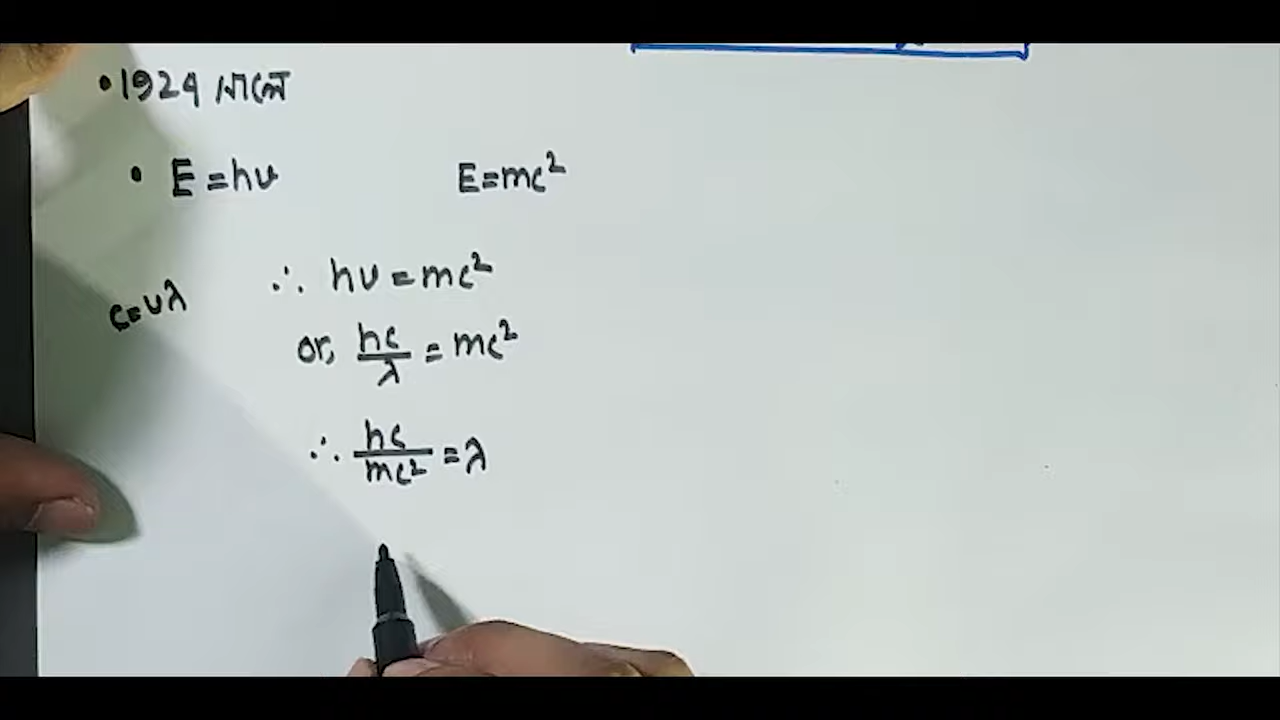 • 1924 সালে
• E = hυ    E = mc²
∴ hυ = mc²
c = υλ
or, hc/λ = mc²
∴ hc/mc² = λ